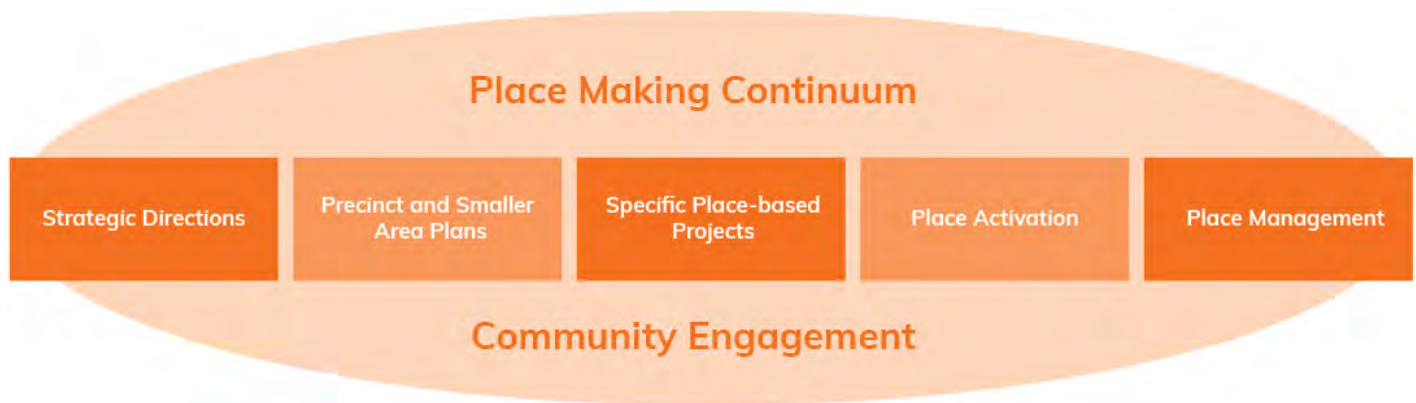 Place Making Continuum
Strategic Directions
Precinct and Smaller
Area Plans
Specific Place-based
Projects
Place Activation
Place Management
Community Engagement